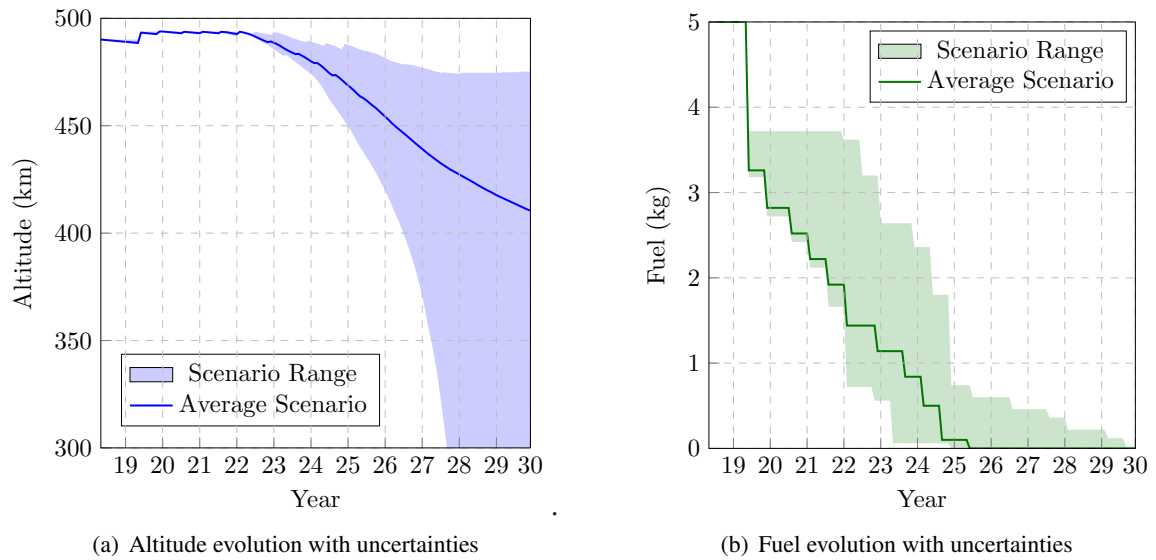 500
450
400
350
300
Altitude (km)
Scenario Range
Average Scenario
19 20 21 22 23 24 25 26 27 28 29 30
Year
(a) Altitude evolution with uncertainties
.
5
4
3
2
1
0
Fuel (kg)
Scenario Range
Average Scenario
19 20 21 22 23 24 25 26 27 28 29 30
Year
(b) Fuel evolution with uncertainties